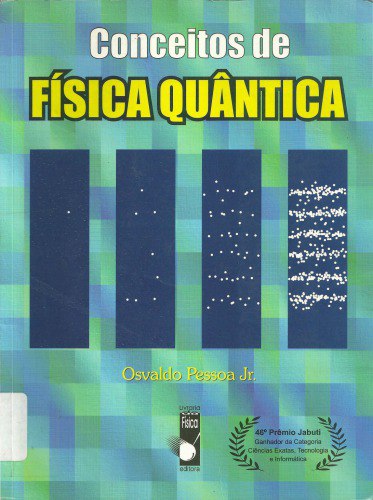 Conceitos de
FÍSICA QUÂNTICA
Osvaldo Pessoa Jr.
Livraria
Física
editora
46º Prêmio Jabuti
Ganhador da Categoria
Ciências Exatas, Tecnologia
e Informática